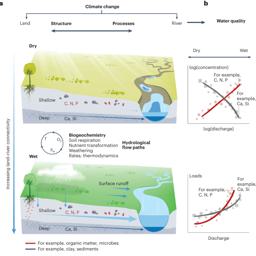 a
Climate change
b
Land
River
Water quality
Structure
Processes
Dry
Dry
Wet
log(concentration)
For example,
C, N, P
For
example,
Ca, Si
Shallow
C, N, P
Deep
Ca, Si
log(discharge)
Increasing land–river connectivity
Biogeochemistry
Soil respiration
Nutrient transformation
Weathering
Rates, thermodynamics
Hydrological
flow paths
Wet
Surface runoff
Loads
For example,
C, N, P
For
example,
Ca, Si
Shallow
C, N, P
Deep
Ca, Si
Discharge
For example, organic matter, microbes
For example, clay, sediments